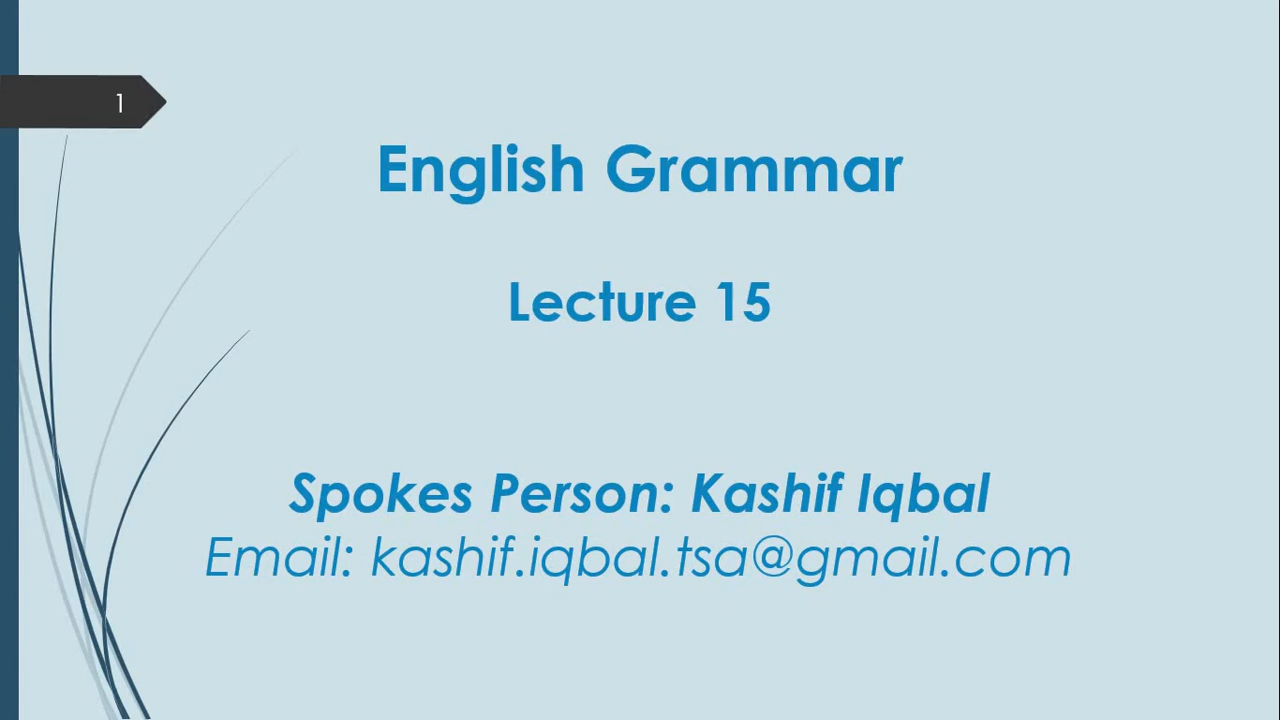 1
English Grammar
Lecture 15
Spokes Person: Kashif Iqbal
Email: kashif.iqbal.tsa@gmail.com